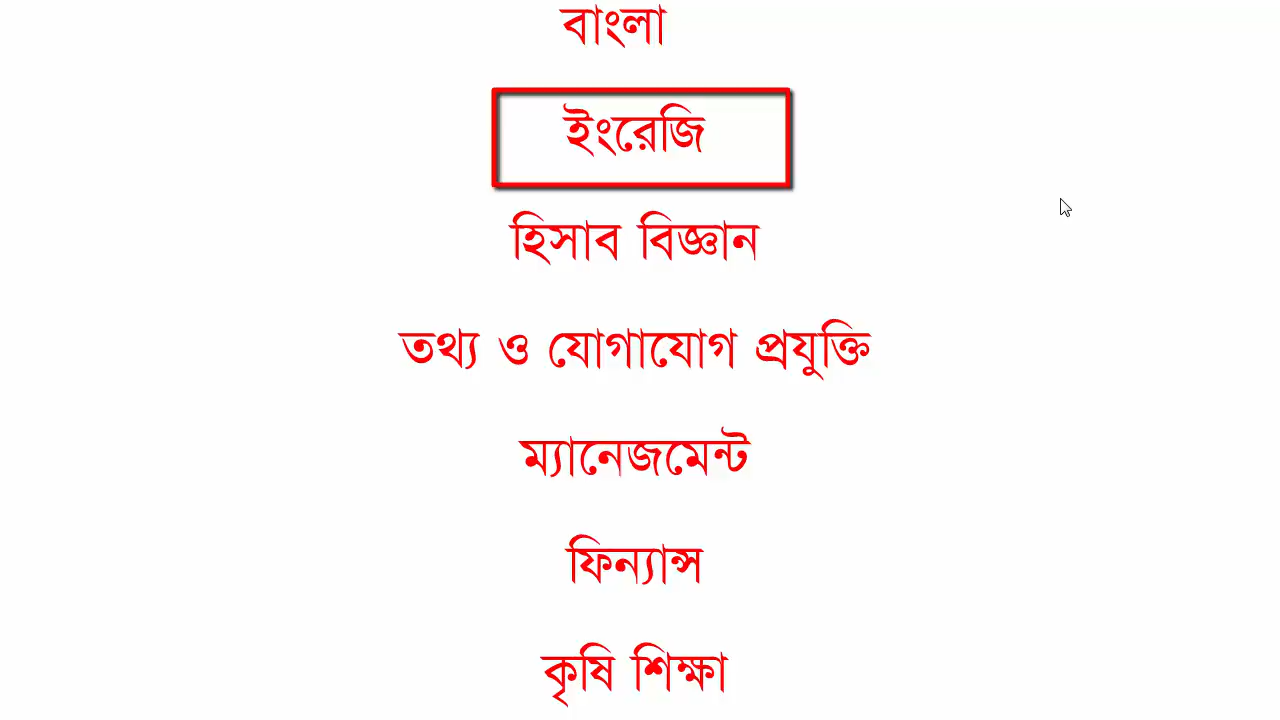 বাংলা
ইংরেজি
হিসাব বিজ্ঞান
তথ্য ও যোগাযোগ প্রযুক্তি
ম্যানেজমেন্ট
ফিন্যান্স
কৃষি শিক্ষা